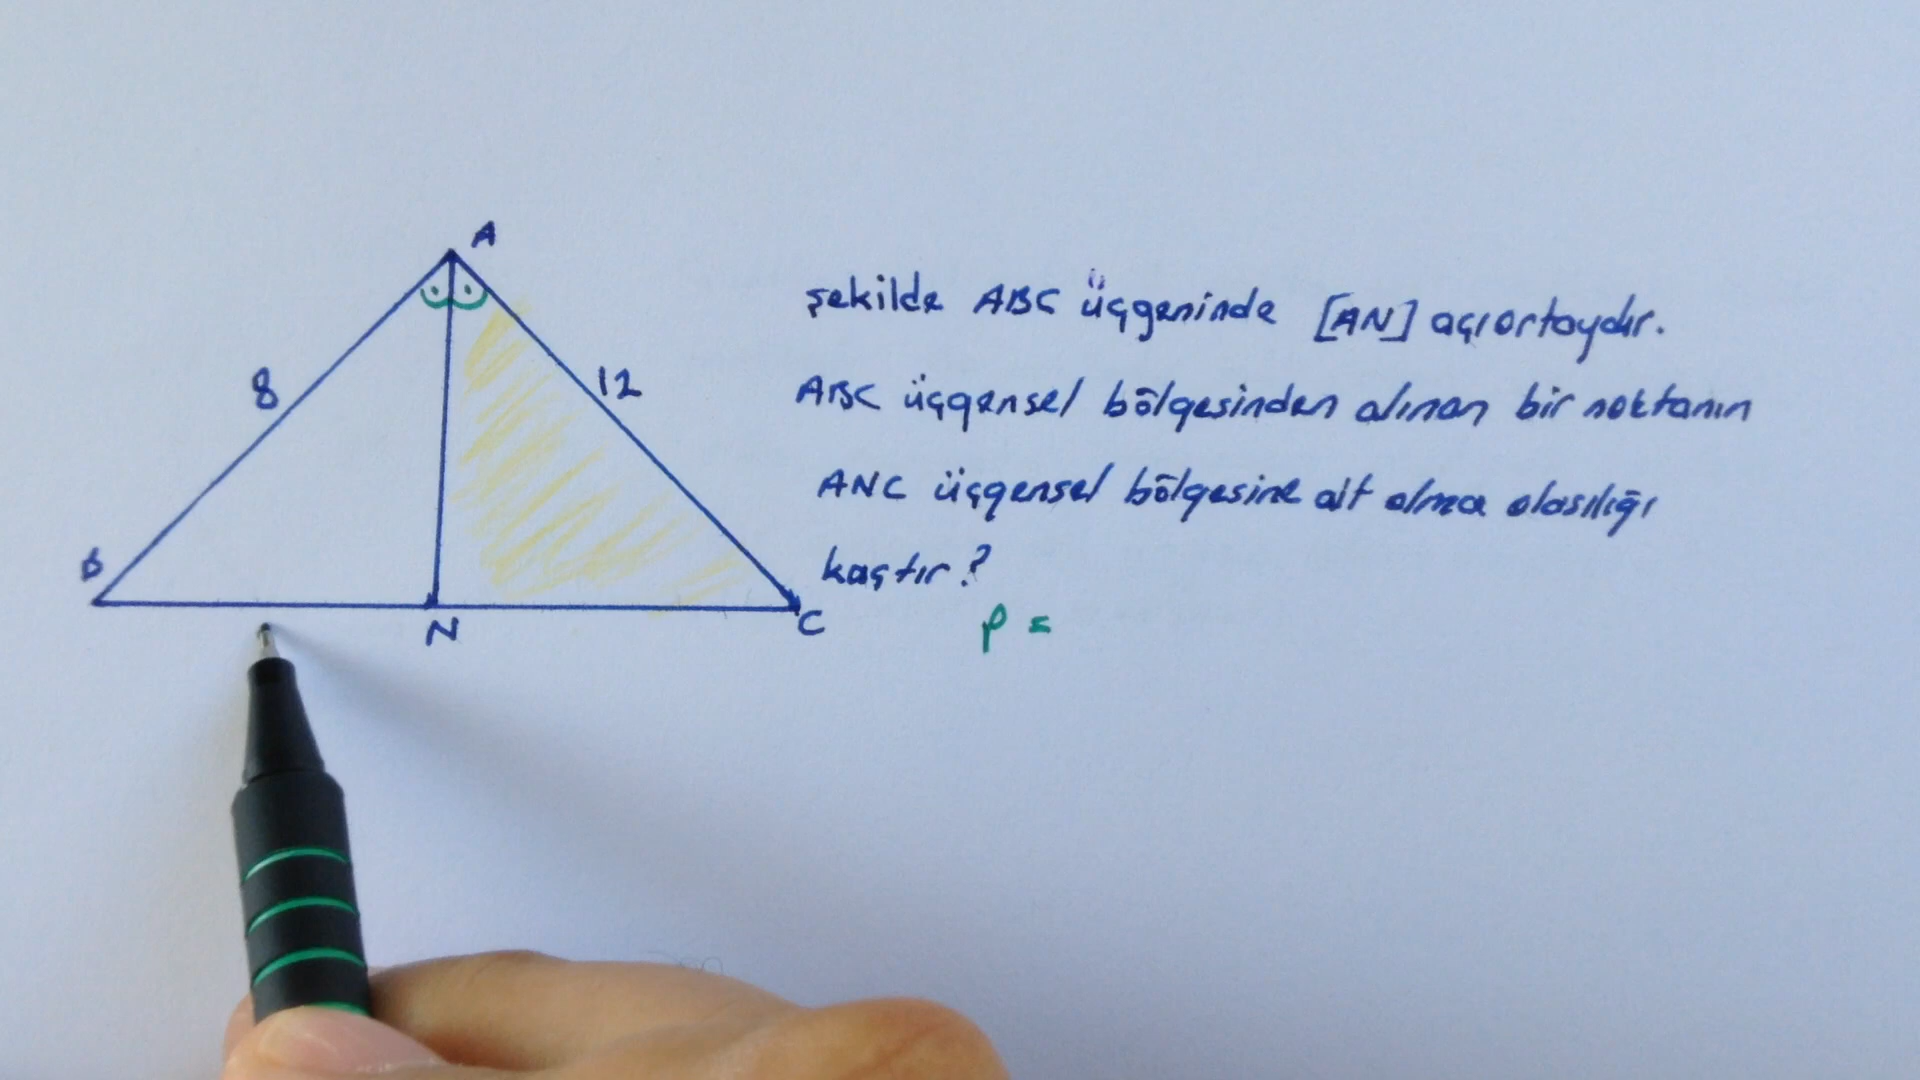 A
8
12
B
N
C
şekilde ABC üçgeninde [AN] açıortaydır.
ABC üçgensel bölgesinden alınan bir noktanın
ANC üçgensel bölgesine ait olma olasılığı
kaçtır?
P =